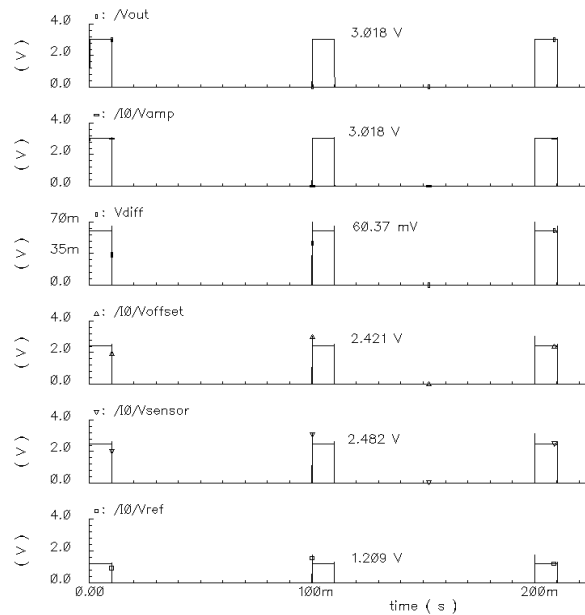 ▯: /Vout
4.0
2.0
0.0
(V)
3.018 V
-: /I0/Vamp
4.0
2.0
0.0
(V)
3.018 V
▯: Vdiff
70m
35m
0.0
(V)
60.37 mV
△: /I0/Voffset
4.0
2.0
0.0
(V)
2.421 V
▽: /I0/Vsensor
4.0
2.0
0.0
(V)
2.482 V
□: /I0/Vref
4.0
2.0
0.0
(V)
1.209 V
0.00
100m
200m
time ( s )